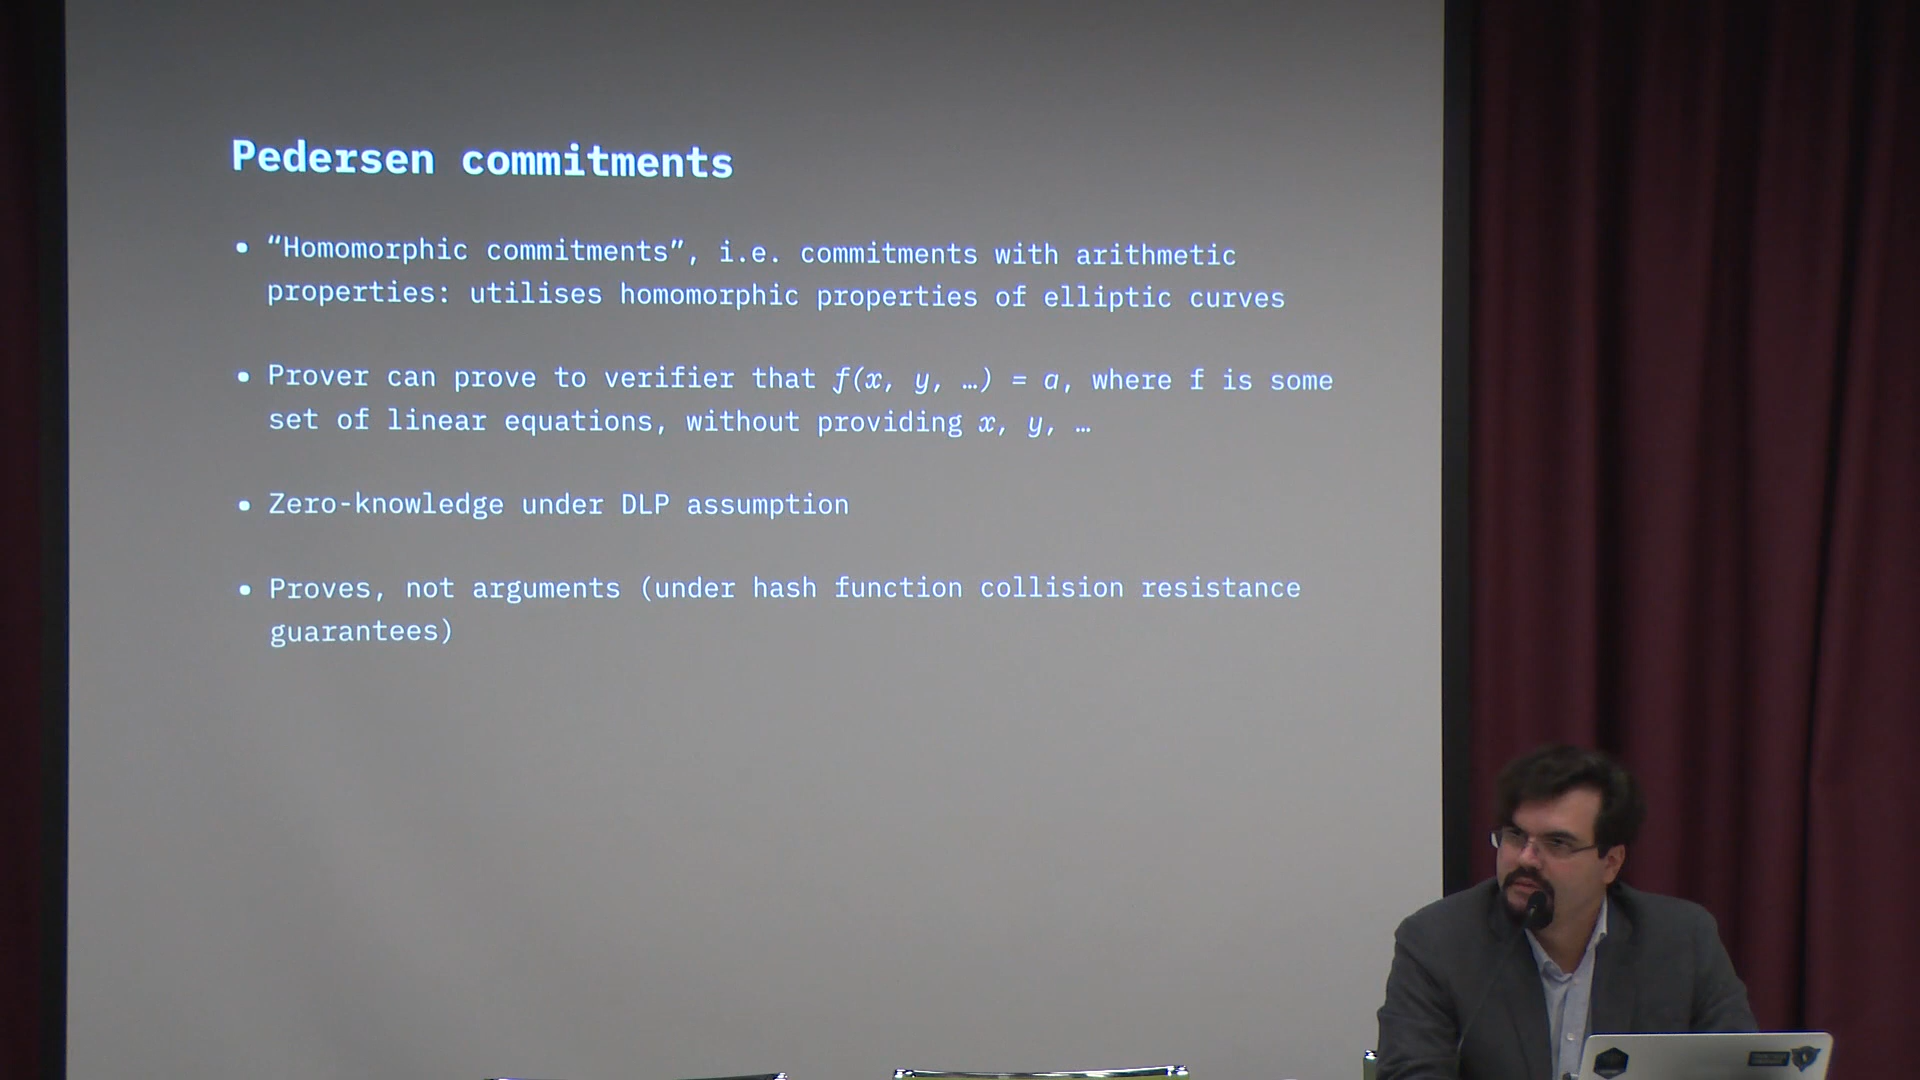 Pedersen commitments
• “Homomorphic commitments”, i.e. commitments with arithmetic
properties: utilises homomorphic properties of elliptic curves
• Prover can prove to verifier that f(x, y, …) = a, where f is some
set of linear equations, without providing x, y, …
• Zero-knowledge under DLP assumption
• Proves, not arguments (under hash function collision resistance
guarantees)